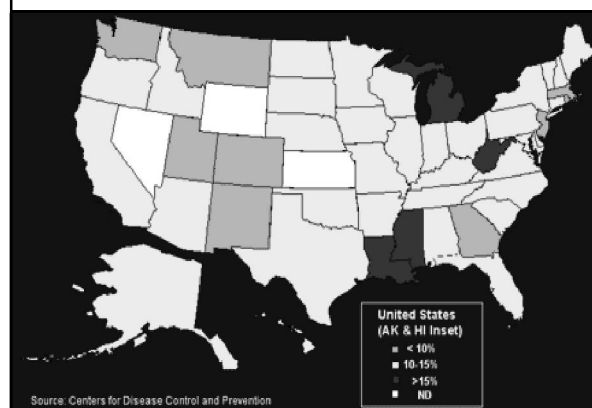 United States
(AK & HI Inset)
< 10%
10-15%
>15%
ND
Source: Centers for Disease Control and Prevention